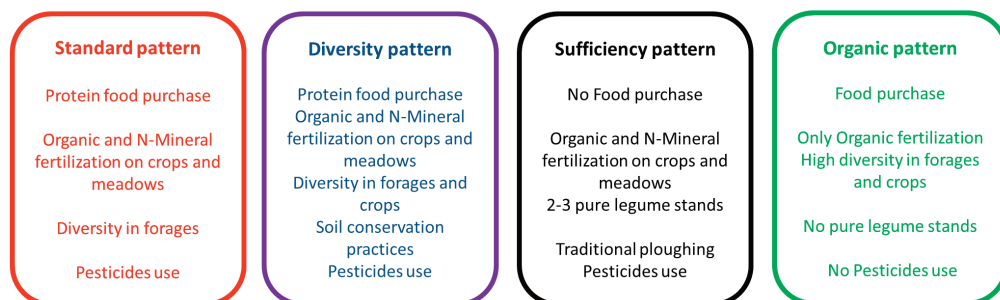 Standard pattern
Protein food purchase
Organic and N-Mineral
fertilization on crops and
meadows
Diversity in forages
Pesticides use
Diversity pattern
Protein food purchase
Organic and N-Mineral
fertilization on crops and
meadows
Diversity in forages and
crops
Soil conservation
practices
Pesticides use
Sufficiency pattern
No Food purchase
Organic and N-Mineral
fertilization on crops and
meadows
2-3 pure legume stands
Traditional ploughing
Pesticides use
Organic pattern
Food purchase
Only Organic fertilization
High diversity in forages
and crops
No pure legume stands
No Pesticides use